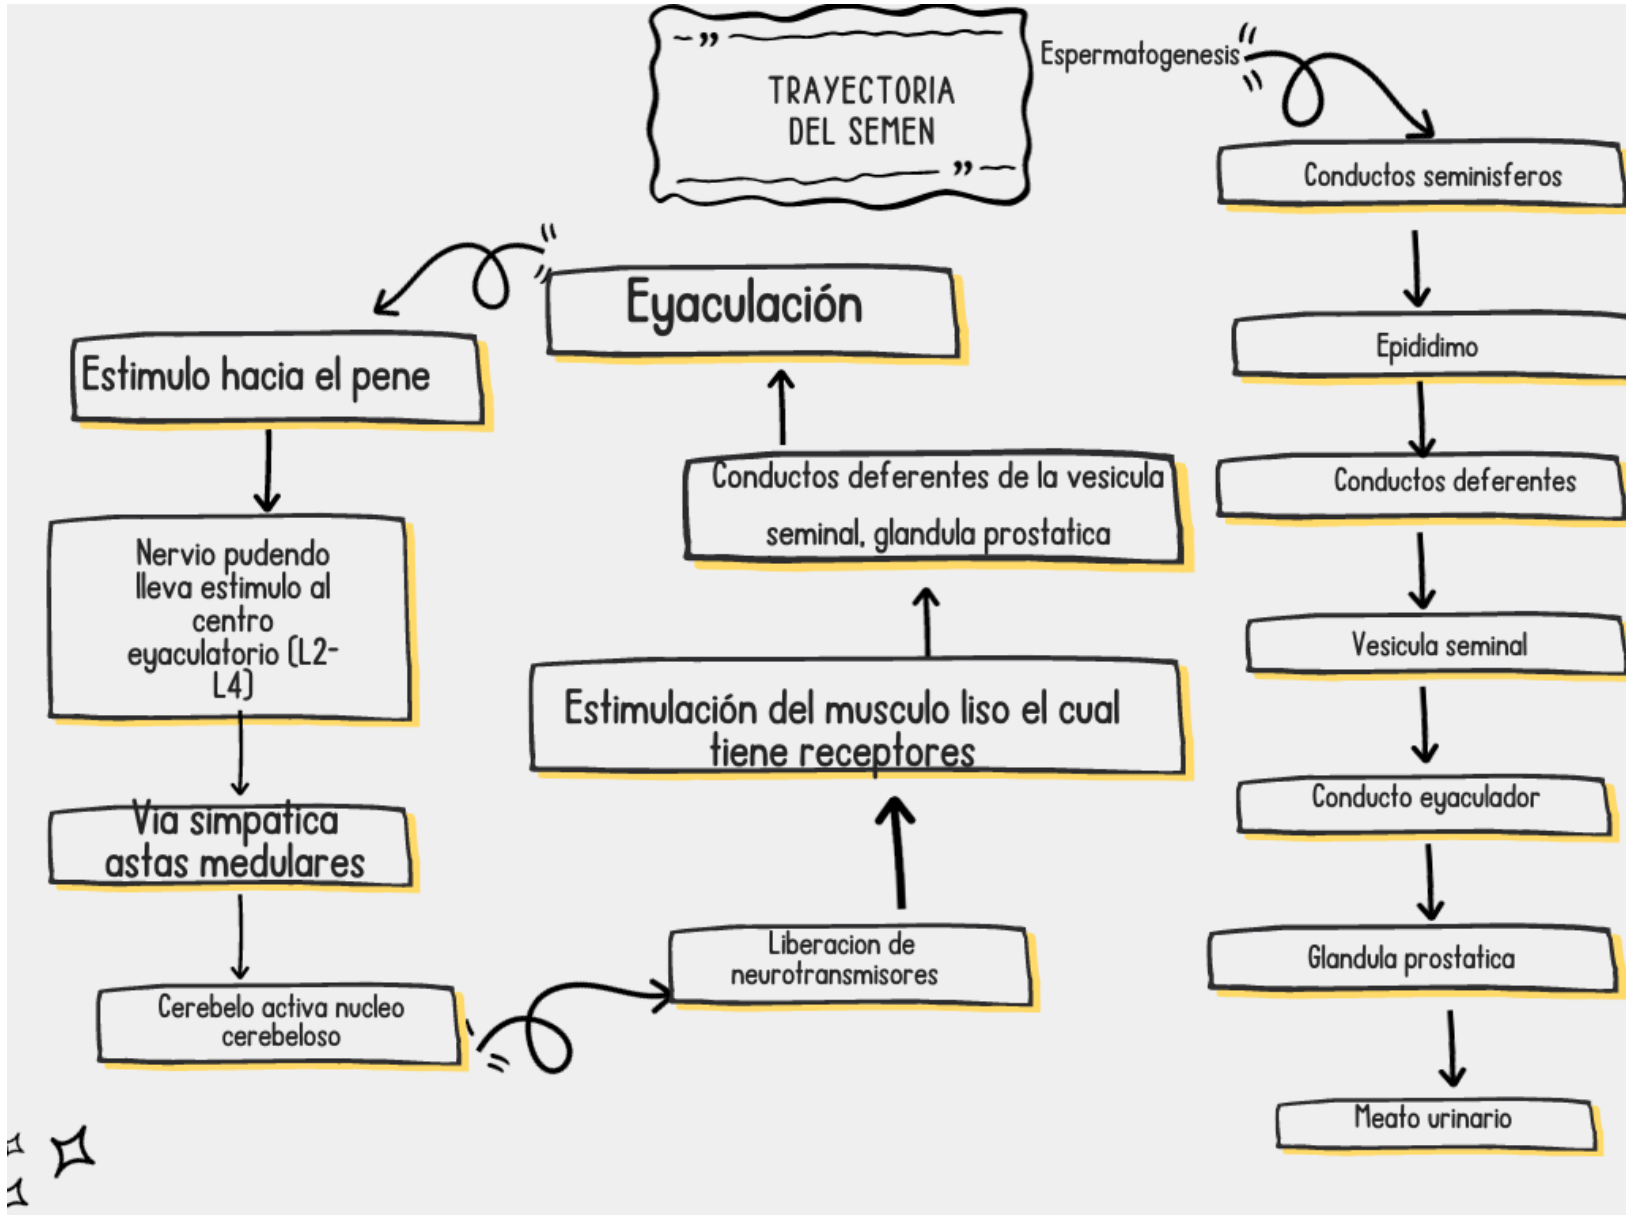 TRAYECTORIA
DEL SEMEN
Espermatogenesis
Conductos seminisferos
Epididimo
Conductos deferentes
Vesicula seminal
Conducto eyaculador
Glandula prostatica
Meato urinario
Eyaculación
Estimulo hacia el pene
Nervio pudendo
lleva estimulo al
centro
eyaculatorio (L2-
L4)
Via simpatica
astas medulares
Cerebelo activa nucleo
cerebeloso
Liberacion de
neurotransmisores
Estimulación del musculo liso el cual
tiene receptores
Conductos deferentes de la vesicula
seminal, glandula prostatica